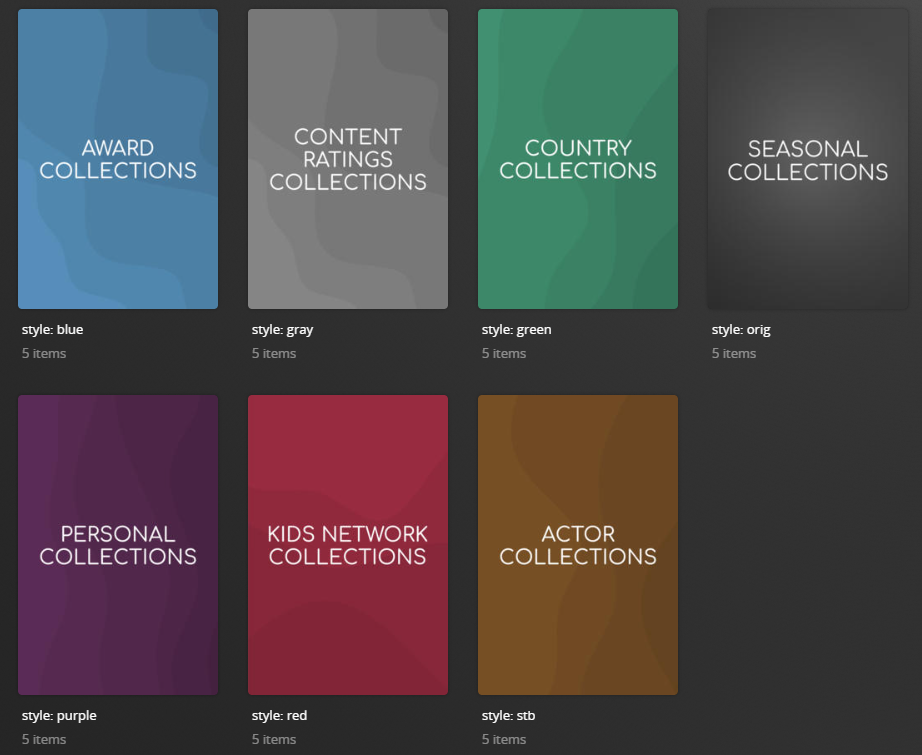 AWARD
COLLECTIONS
style: blue
5 items
CONTENT
RATINGS
COLLECTIONS
style: gray
5 items
COUNTRY
COLLECTIONS
style: green
5 items
SEASONAL
COLLECTIONS
style: orig
5 items
PERSONAL
COLLECTIONS
style: purple
5 items
KIDS NETWORK
COLLECTIONS
style: red
5 items
ACTOR
COLLECTIONS
style: stb
5 items